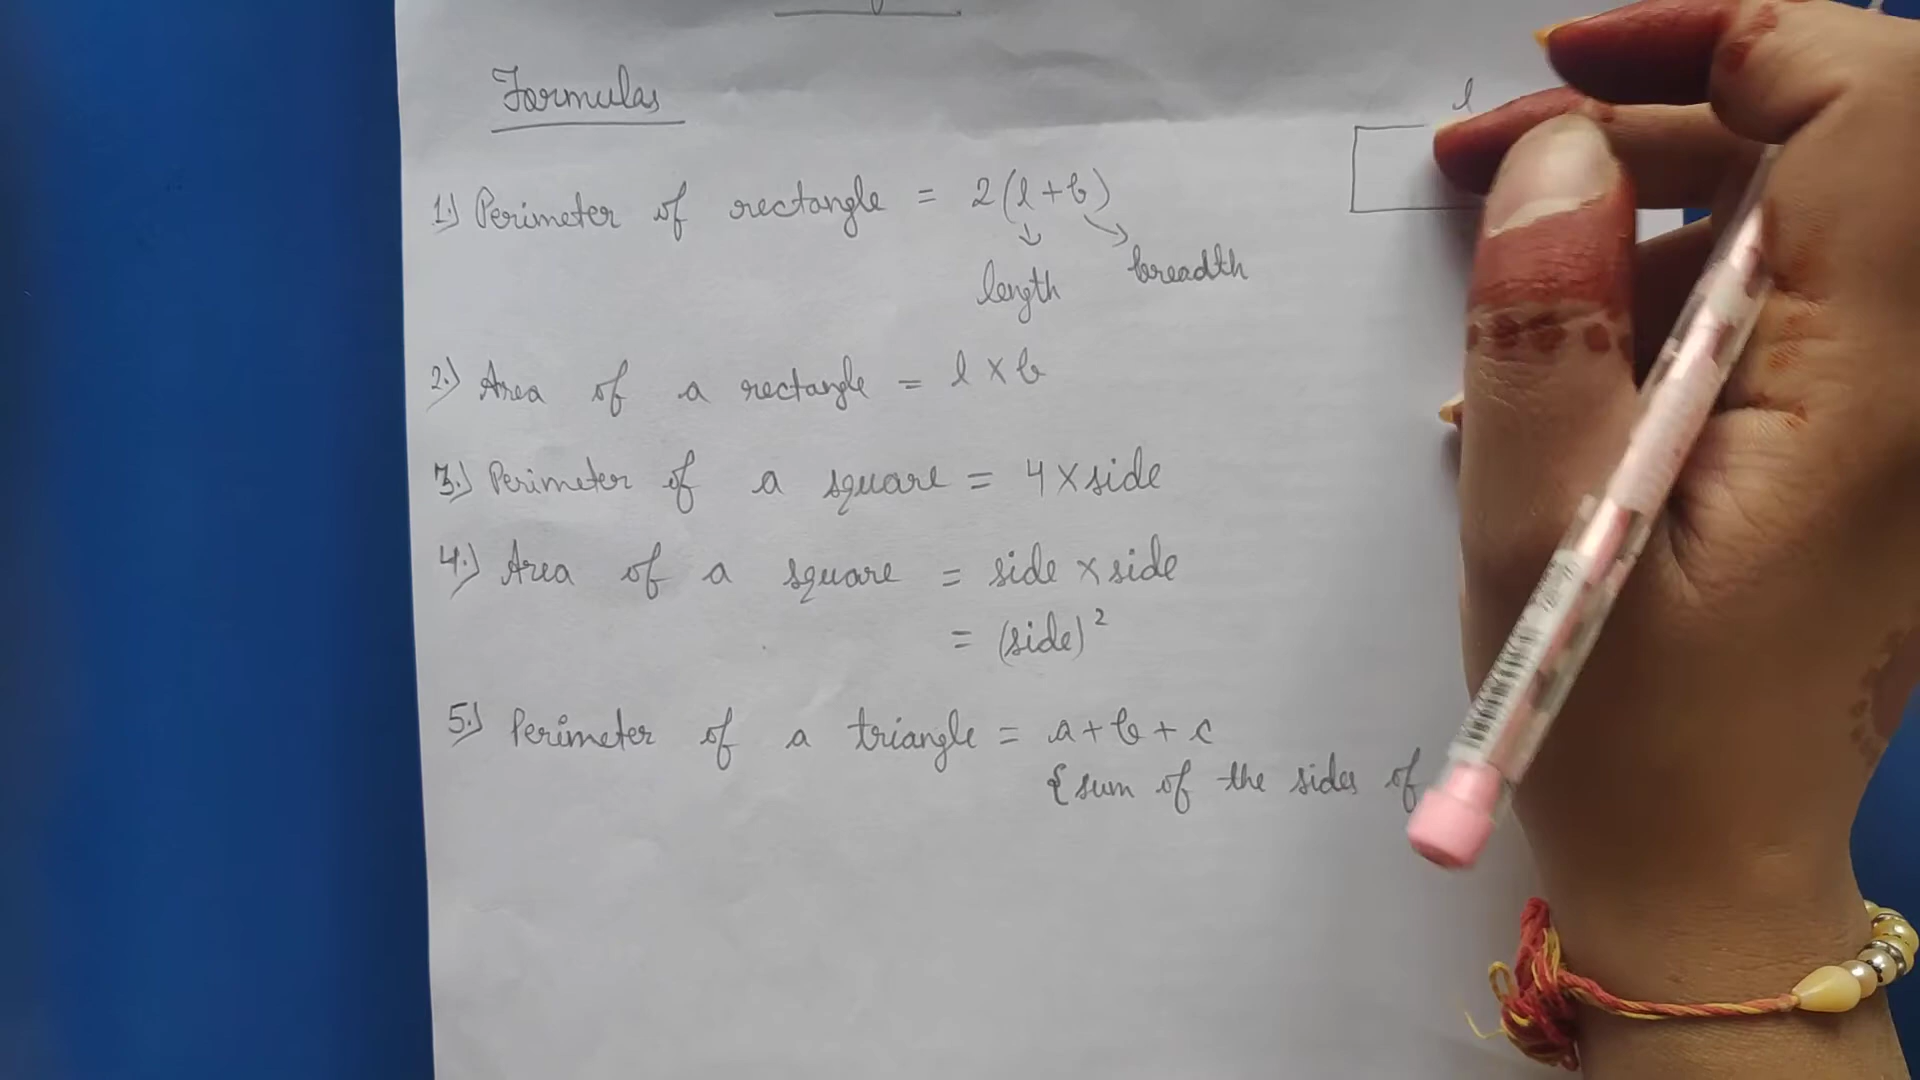 Formulas
l
1.) Perimeter of rectangle = 2(l+b)
length
breadth
2.) Area of a rectangle = l x b
3.) Perimeter of a square = 4 x side
4.) Area of a square = side x side
= (side)²
5.) Perimeter of a triangle = a+b+c
{sum of the sides of